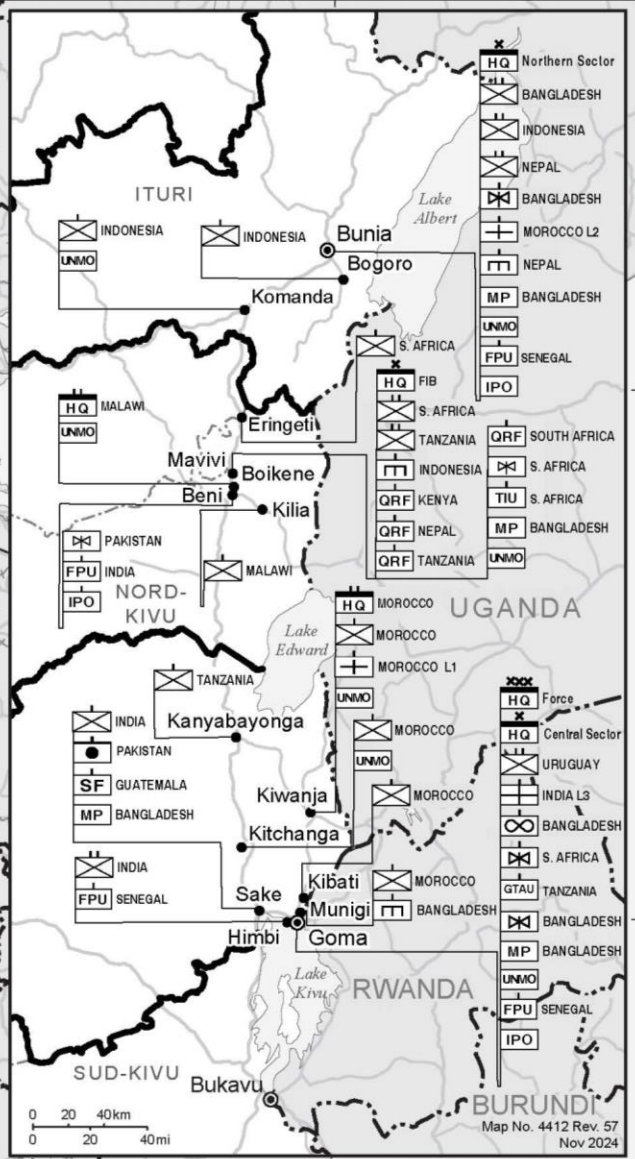 HQ Northern Sector
BANGLADESH
INDONESIA
NEPAL
BANGLADESH
MOROCCO L2
NEPAL
MP BANGLADESH
UNMO
FPU SENEGAL
IPO
ITURI
Lake
Albert
INDONESIA
UNMO
INDONESIA
Bunia
Bogoro
Komanda
S. AFRICA
HQ FIB
S. AFRICA
TANZANIA
INDONESIA
QRF KENYA
QRF NEPAL
QRF TANZANIA
QRF SOUTH AFRICA
S. AFRICA
TIU S. AFRICA
MP BANGLADESH
UNMO
HQ MALAWI
UNMO
Eringeti
Mavivi
Boikene
Beni
Kilia
PAKISTAN
FPU INDIA
IPO
MALAWI
NORD-
KIVU
UGANDA
Lake
Edward
HQ MOROCCO
MOROCCO
MOROCCO L1
UNMO
MOROCCO
UNMO
MOROCCO
TANZANIA
Kanyabayonga
INDIA
PAKISTAN
SF GUATEMALA
MP BANGLADESH
Kiwanja
Kitchanga
INDIA
FPU SENEGAL
Kibati
Sake
Munigi
Himbi
Goma
MOROCCO
BANGLADESH
HQ Force
HQ Central Sector
URUGUAY
INDIA L3
BANGLADESH
S. AFRICA
GTAU TANZANIA
BANGLADESH
MP BANGLADESH
UNMO
FPU SENEGAL
IPO
Lake
Kivu
RWANDA
SUD-KIVU
Bukavu
BURUNDI
0 20 40km
0 20 40mi
Map No. 4412 Rev. 57
Nov 2024